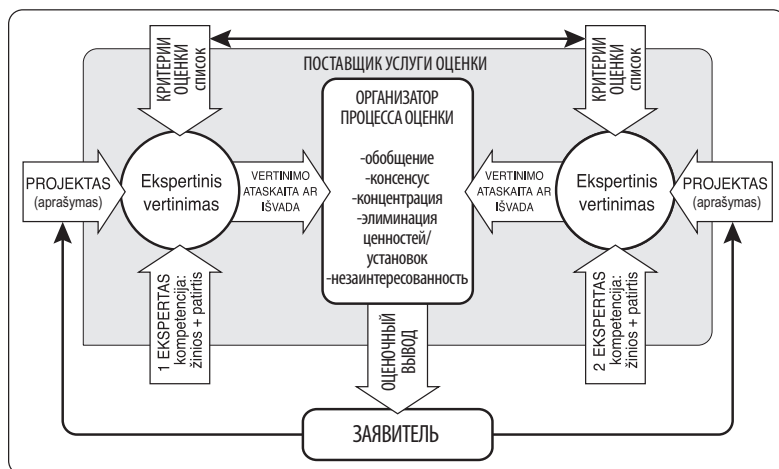 КРИТЕРИИ
ОЦЕНКИ
список
ПОСТАВЩИК УСЛУГИ ОЦЕНКИ
КРИТЕРИИ
ОЦЕНКИ
список
ОРГАНИЗАТОР
ПРОЦЕССА ОЦЕНКИ
-обобщение
-консенсус
-концентрация
-элиминация
ценностей/
установок
-незаинтересованность
PROJEKTAS
(aprašymas)
Ekspertinis
vertinimas
VERTINIMO
ATASKAITA AR
IŠVADA
VERTINIMO
ATASKAITA AR
IŠVADA
Ekspertinis
vertinimas
PROJEKTAS
(aprašymas)
1 EKSPERTAS
kompetencija:
žinios + patirtis
ОЦЕНОЧНЫЙ
ВЫВОД
2 EKSPERTAS
kompetencija:
žinios + patirtis
ЗАЯВИТЕЛЬ